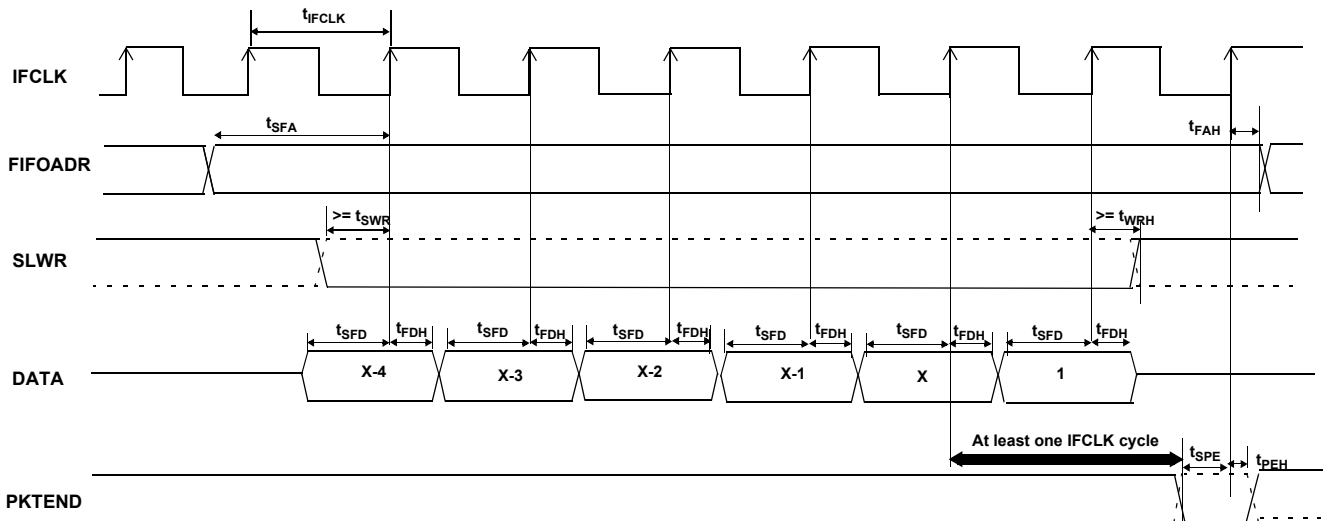 tIFCLK
IFCLK
tSFA
tFAH
FIFOADR
>= tSWR
>= tWRH
SLWR
tSFD tFDH tSFD tFDH tSFD tFDH tSFD tFDH tSFD tFDH tSFD tFDH
DATA X-4 X-3 X-2 X-1 X 1
At least one IFCLK cycle
tSPE tPEH
PKTEND